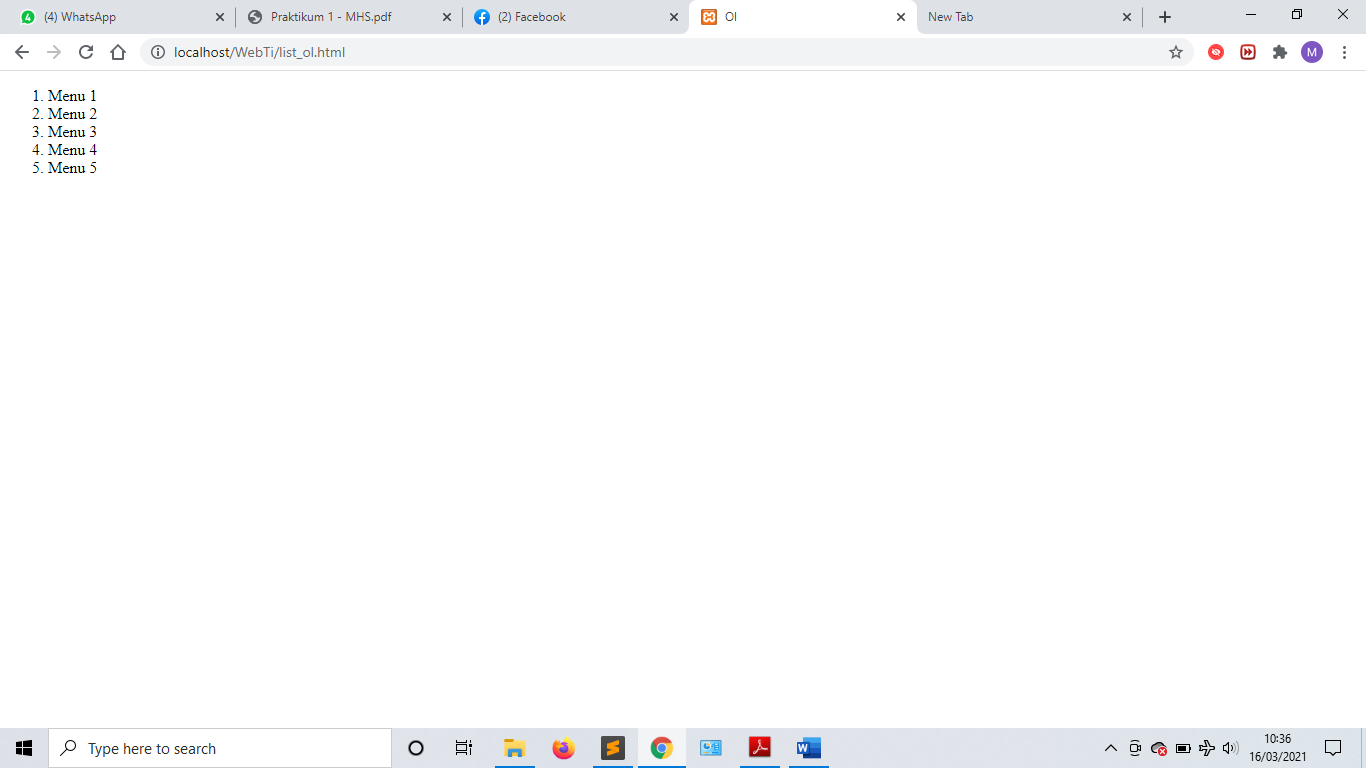 (4) WhatsApp
Praktikum 1 - MHS.pdf
(2) Facebook
Ol
New Tab
localhost/WebTi/list_ol.html
M
1. Menu 1
2. Menu 2
3. Menu 3
4. Menu 4
5. Menu 5
Type here to search
10:36
16/03/2021